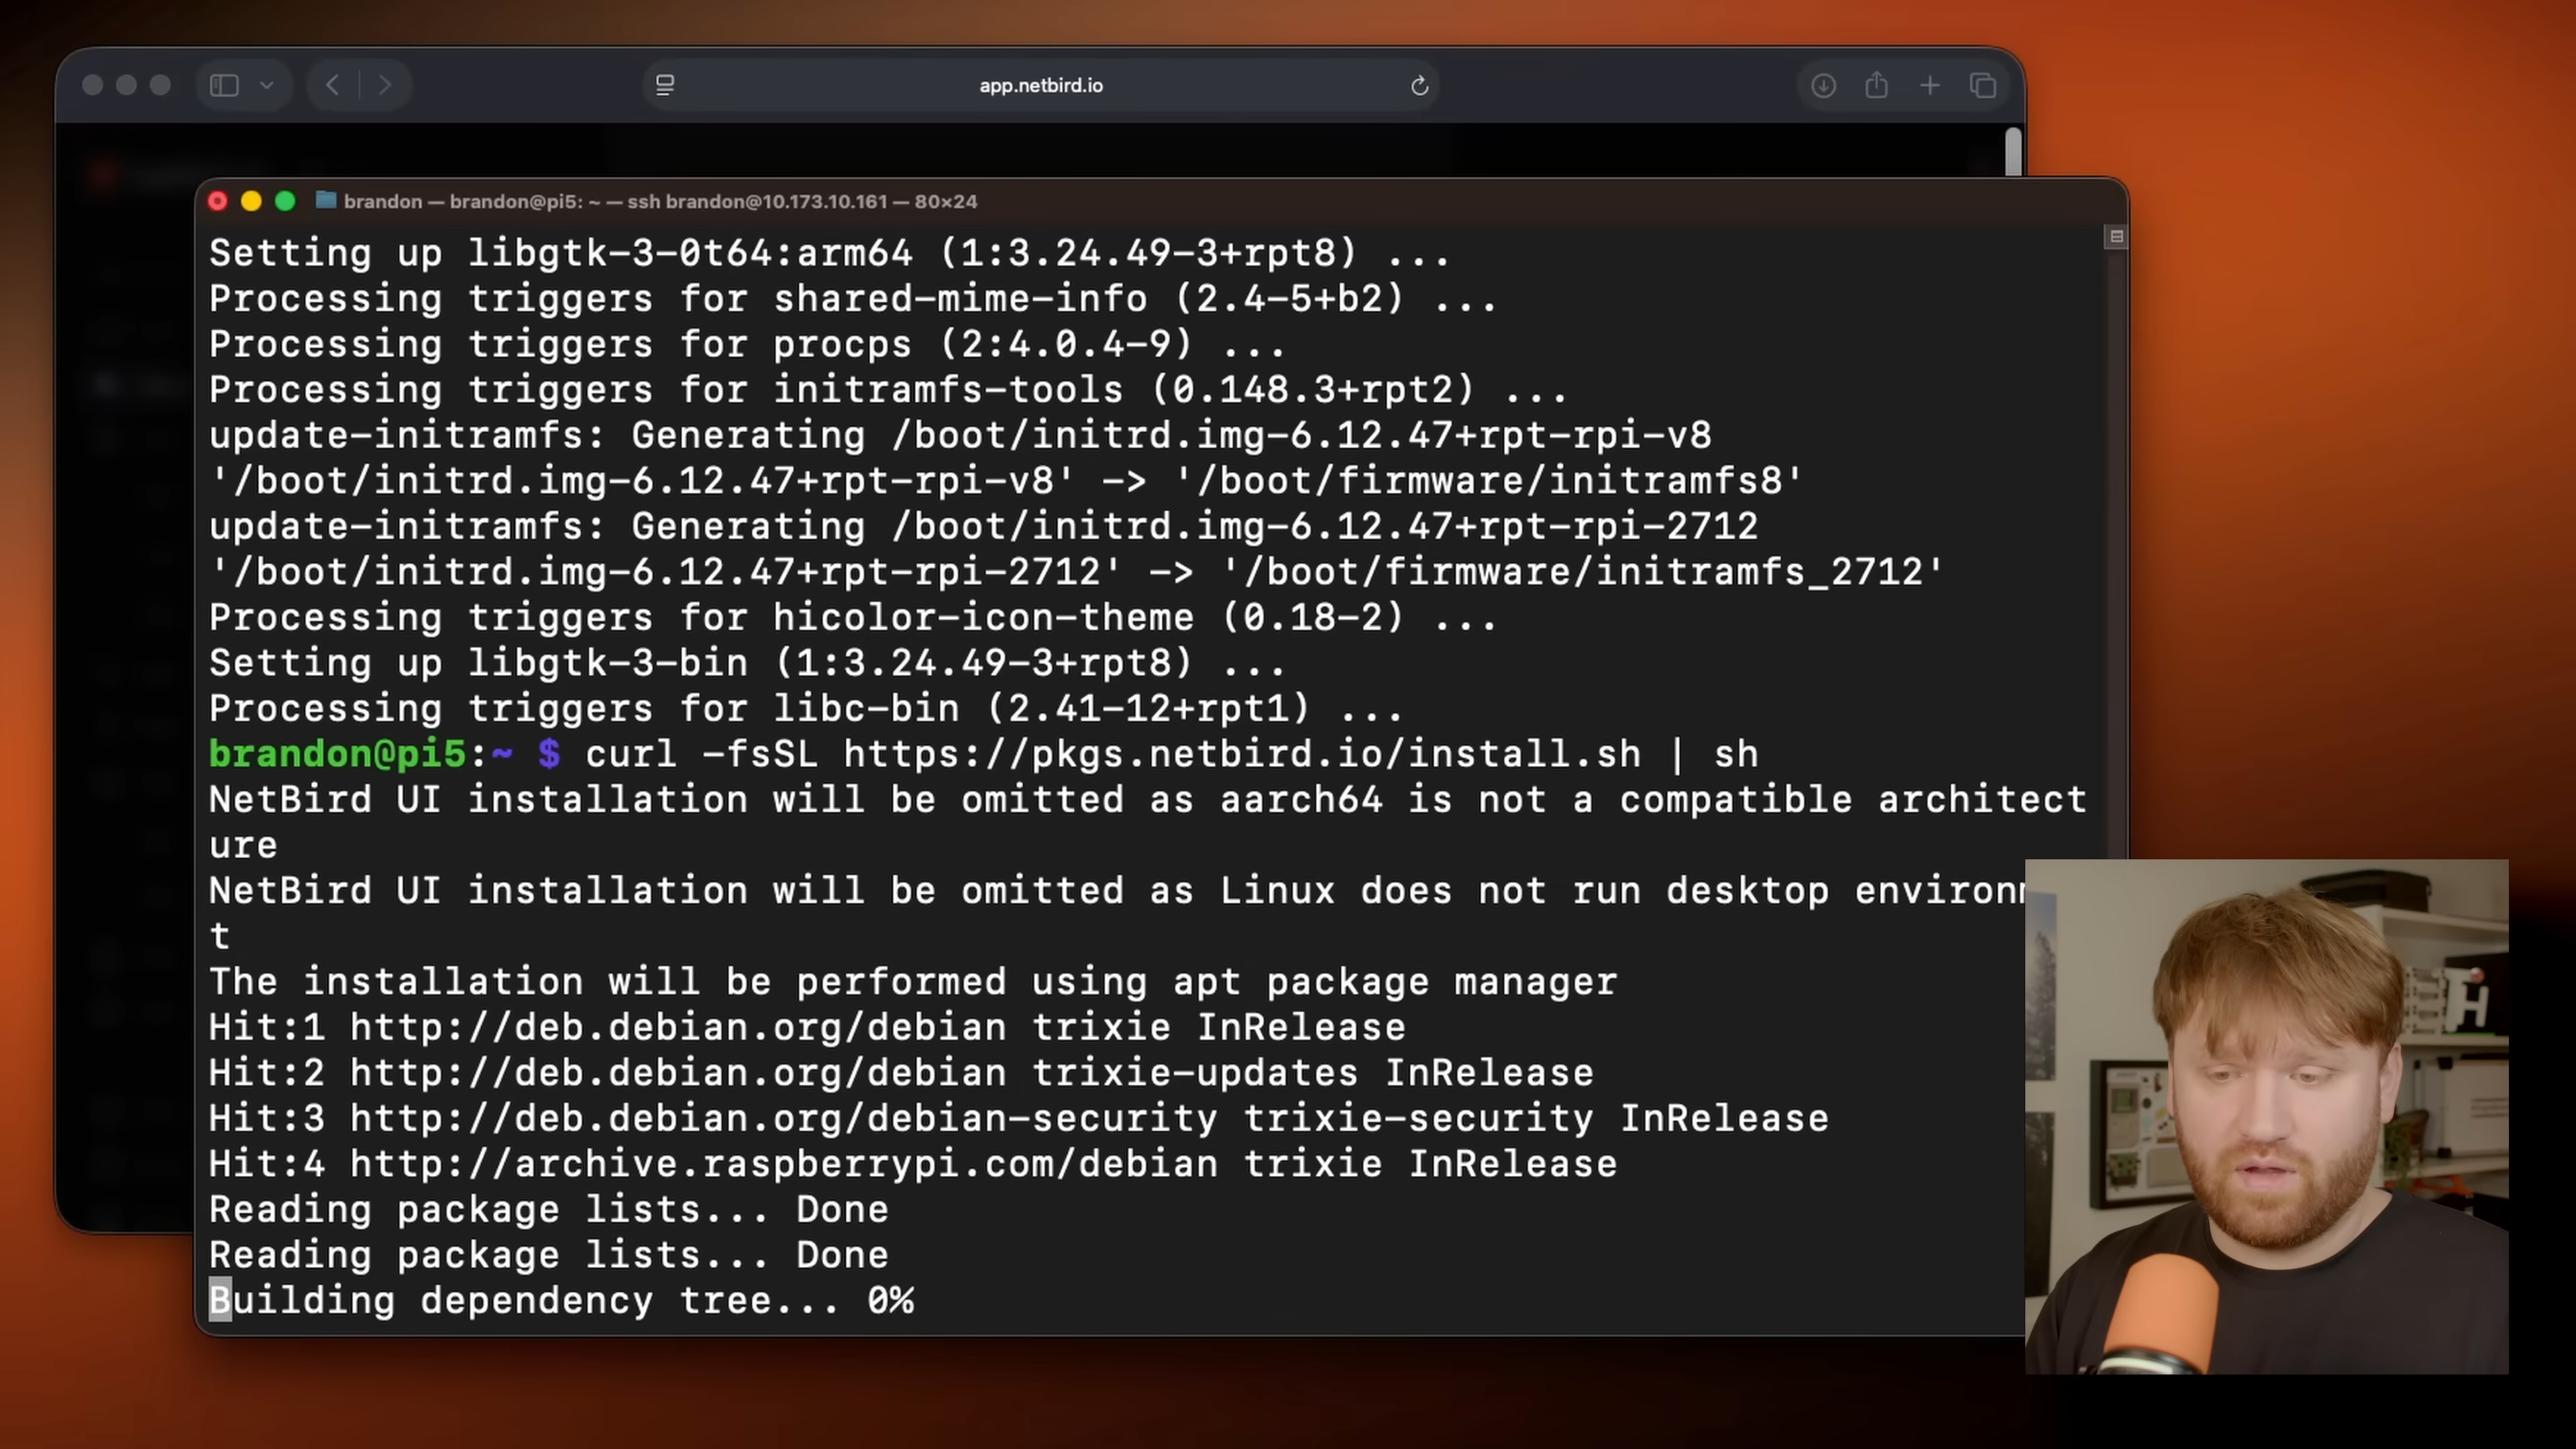 app.netbird.io
brandon — brandon@pi5: ~ — ssh brandon@10.173.10.161 — 80×24
Setting up libgtk-3-0t64:arm64 (1:3.24.49-3+rpt8) ...
Processing triggers for shared-mime-info (2.4-5+b2) ...
Processing triggers for procps (2:4.0.4-9) ...
Processing triggers for initramfs-tools (0.148.3+rpt2) ...
update-initramfs: Generating /boot/initrd.img-6.12.47+rpt-rpi-v8
'/boot/initrd.img-6.12.47+rpt-rpi-v8' -> '/boot/firmware/initramfs8'
update-initramfs: Generating /boot/initrd.img-6.12.47+rpt-rpi-2712
'/boot/initrd.img-6.12.47+rpt-rpi-2712' -> '/boot/firmware/initramfs_2712'
Processing triggers for hicolor-icon-theme (0.18-2) ...
Setting up libgtk-3-bin (1:3.24.49-3+rpt8) ...
Processing triggers for libc-bin (2.41-12+rpt1) ...
brandon@pi5:~ $ curl -fsSL https://pkgs.netbird.io/install.sh | sh
NetBird UI installation will be omitted as aarch64 is not a compatible architect
ure
NetBird UI installation will be omitted as Linux does not run desktop environ
t
The installation will be performed using apt package manager
Hit:1 http://deb.debian.org/debian trixie InRelease
Hit:2 http://deb.debian.org/debian trixie-updates InRelease
Hit:3 http://deb.debian.org/debian-security trixie-security InRelease
Hit:4 http://archive.raspberrypi.com/debian trixie InRelease
Reading package lists... Done
Reading package lists... Done
Building dependency tree... 0%